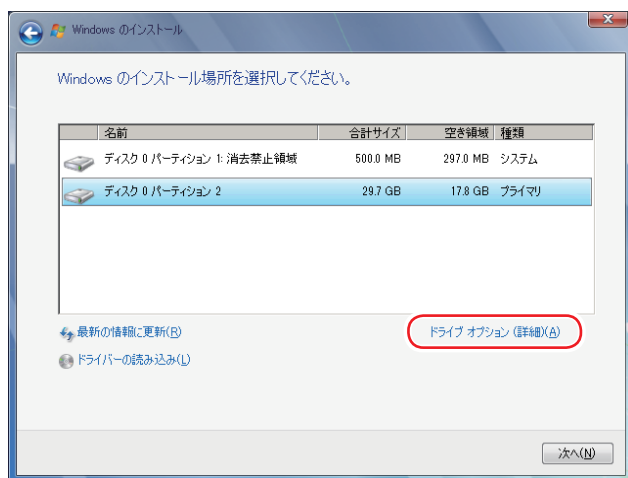 Windows のインストール
Windows のインストール場所を選択してください。
名前 合計サイズ 空き領域 種類
ディスク 0 パーティション 1: 消去禁止領域 500.0 MB 297.0 MB システム
ディスク 0 パーティション 2 29.7 GB 17.8 GB プライマリ
最新の情報に更新(R) ドライブ オプション (詳細)(A)
ドライバーの読み込み(L)
次へ(N)